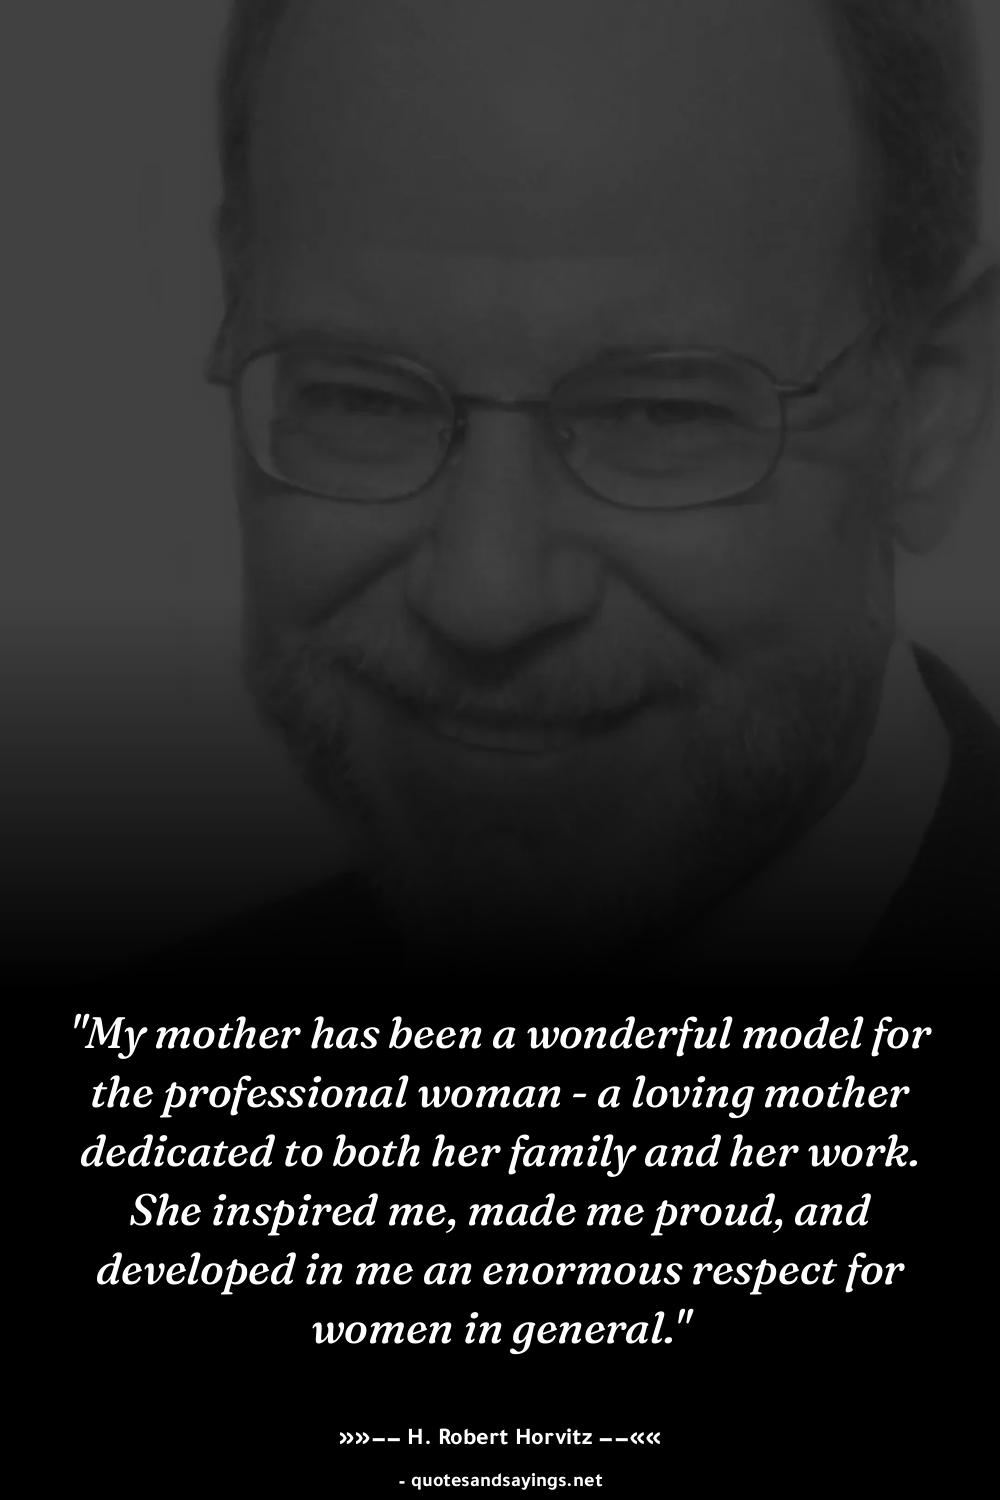 "My mother has been a wonderful model for
the professional woman - a loving mother
dedicated to both her family and her work.
She inspired me, made me proud, and
developed in me an enormous respect for
women in general."
»»−− H. Robert Horvitz −−««
- quotesandsayings.net